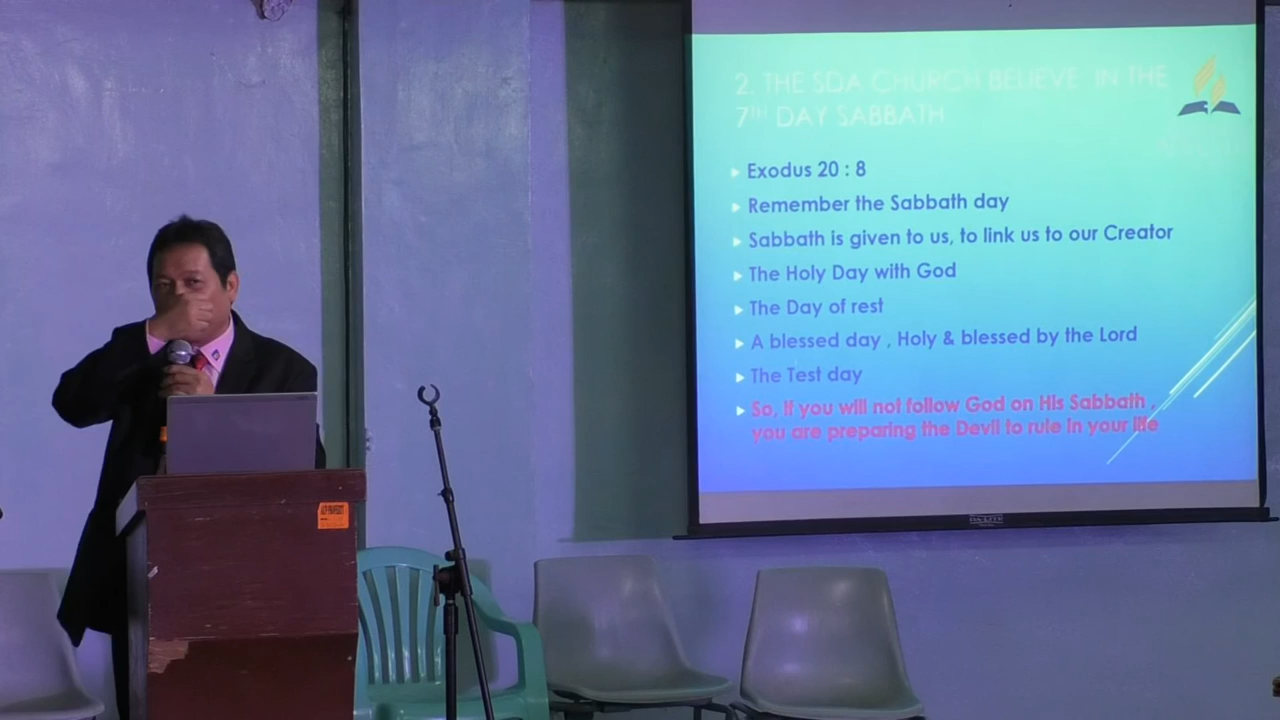 2. THE SDA CHURCH BELIEVE IN THE
7TH DAY SABBATH
Exodus 20 : 8
Remember the Sabbath day
Sabbath is given to us, to link us to our Creator
The Holy Day with God
The Day of rest
A blessed day , Holy & blessed by the Lord
The Test day
So, if you will not follow God on His Sabbath ,
you are preparing the Devil to rule in your life
DA-LITE